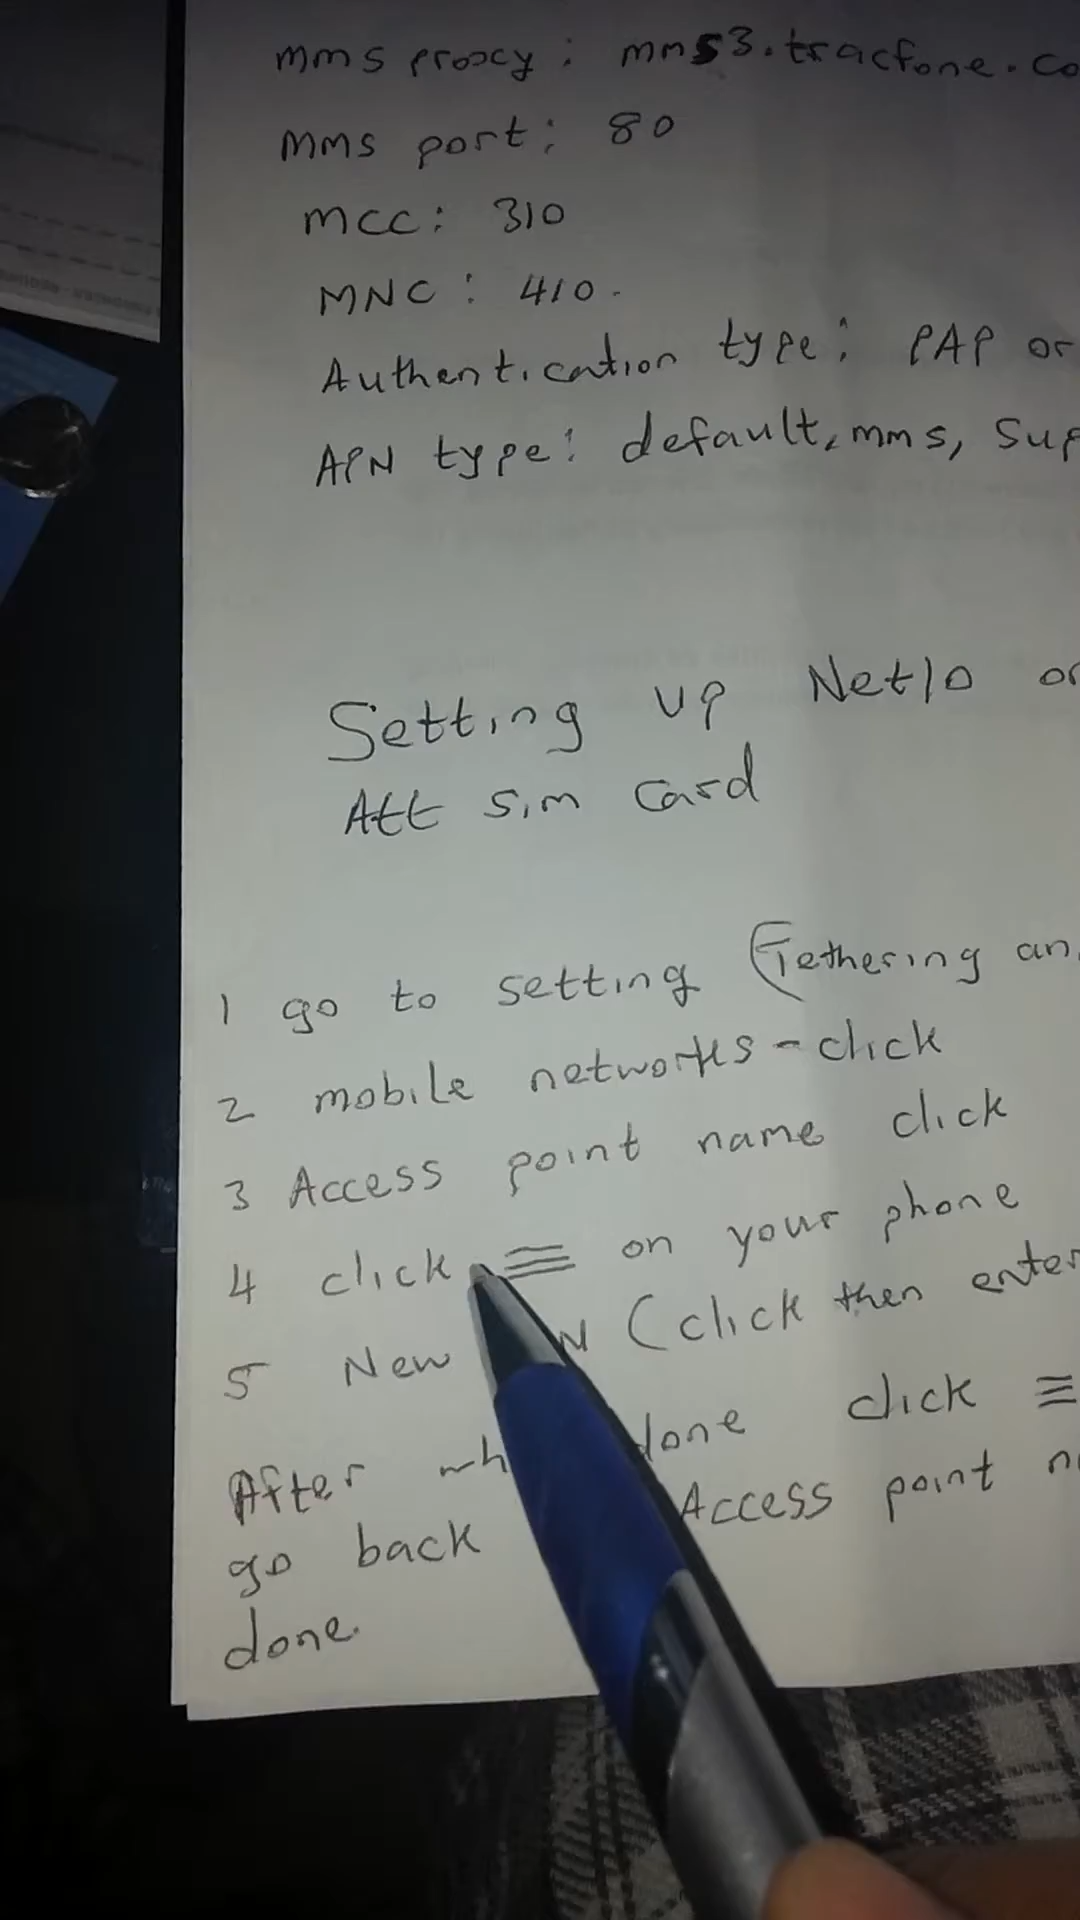 mms proxy: mms3.tracfone.co
mms port: 80
MCC: 310
MNC: 410.
Authentication type: PAP or
APN type: default, mms, sup
Setting up Net10 or
Att sim card
1 go to setting (Tethering an
2 mobile networks - click
3 Access point name click
4 click ≡ on your phone
5 New N (click then enter
After done click ≡
go back Access point n
done.